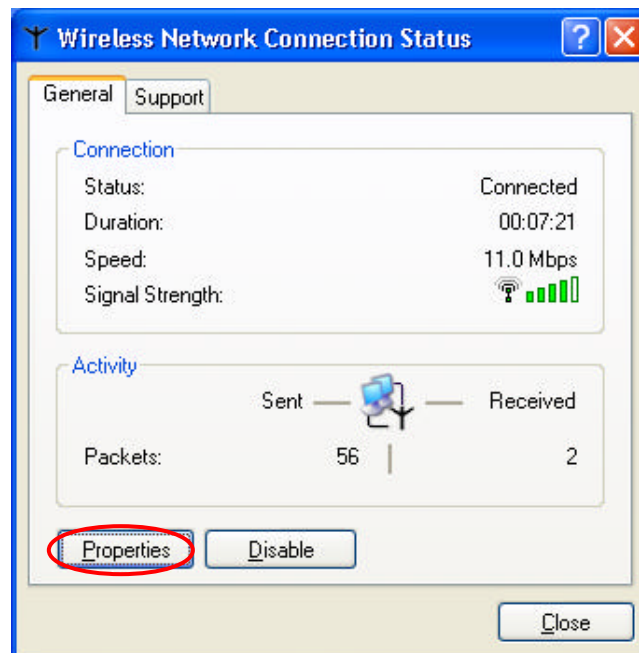 Wireless Network Connection Status
General Support
Connection
Status: Connected
Duration: 00:07:21
Speed: 11.0 Mbps
Signal Strength:
Activity
Sent Received
Packets: 56 2
Properties Disable
Close